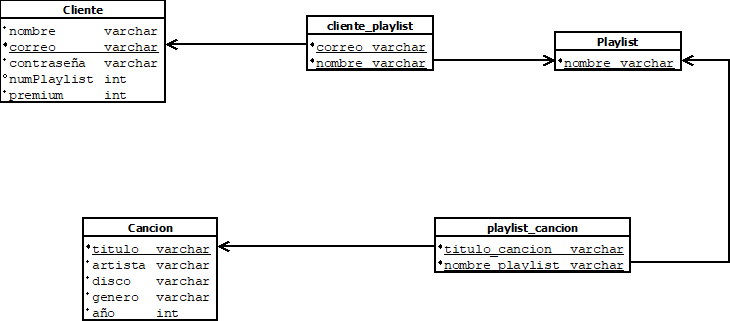 Cliente
nombre varchar
correo varchar
contraseña varchar
numPlaylist int
premium int
cliente_playlist
correo varchar
nombre varchar
Playlist
nombre varchar
Cancion
titulo varchar
artista varchar
disco varchar
genero varchar
año int
playlist_cancion
titulo_cancion varchar
nombre_playlist varchar